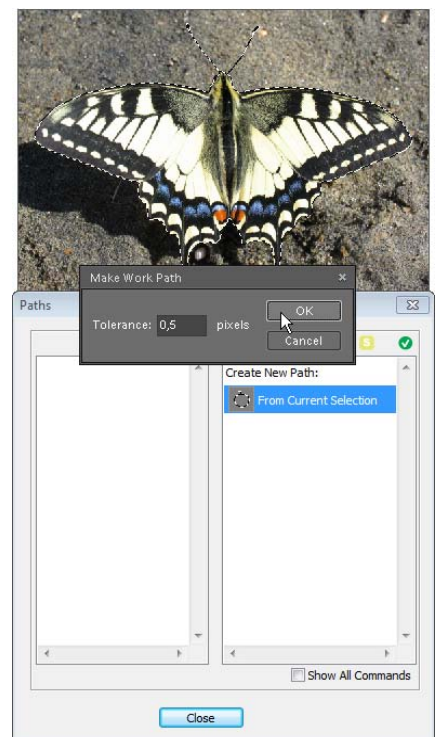 Make Work Path
Tolerance: 0,5 pixels
OK
Cancel
Paths
S
Create New Path:
From Current Selection
Show All Commands
Close